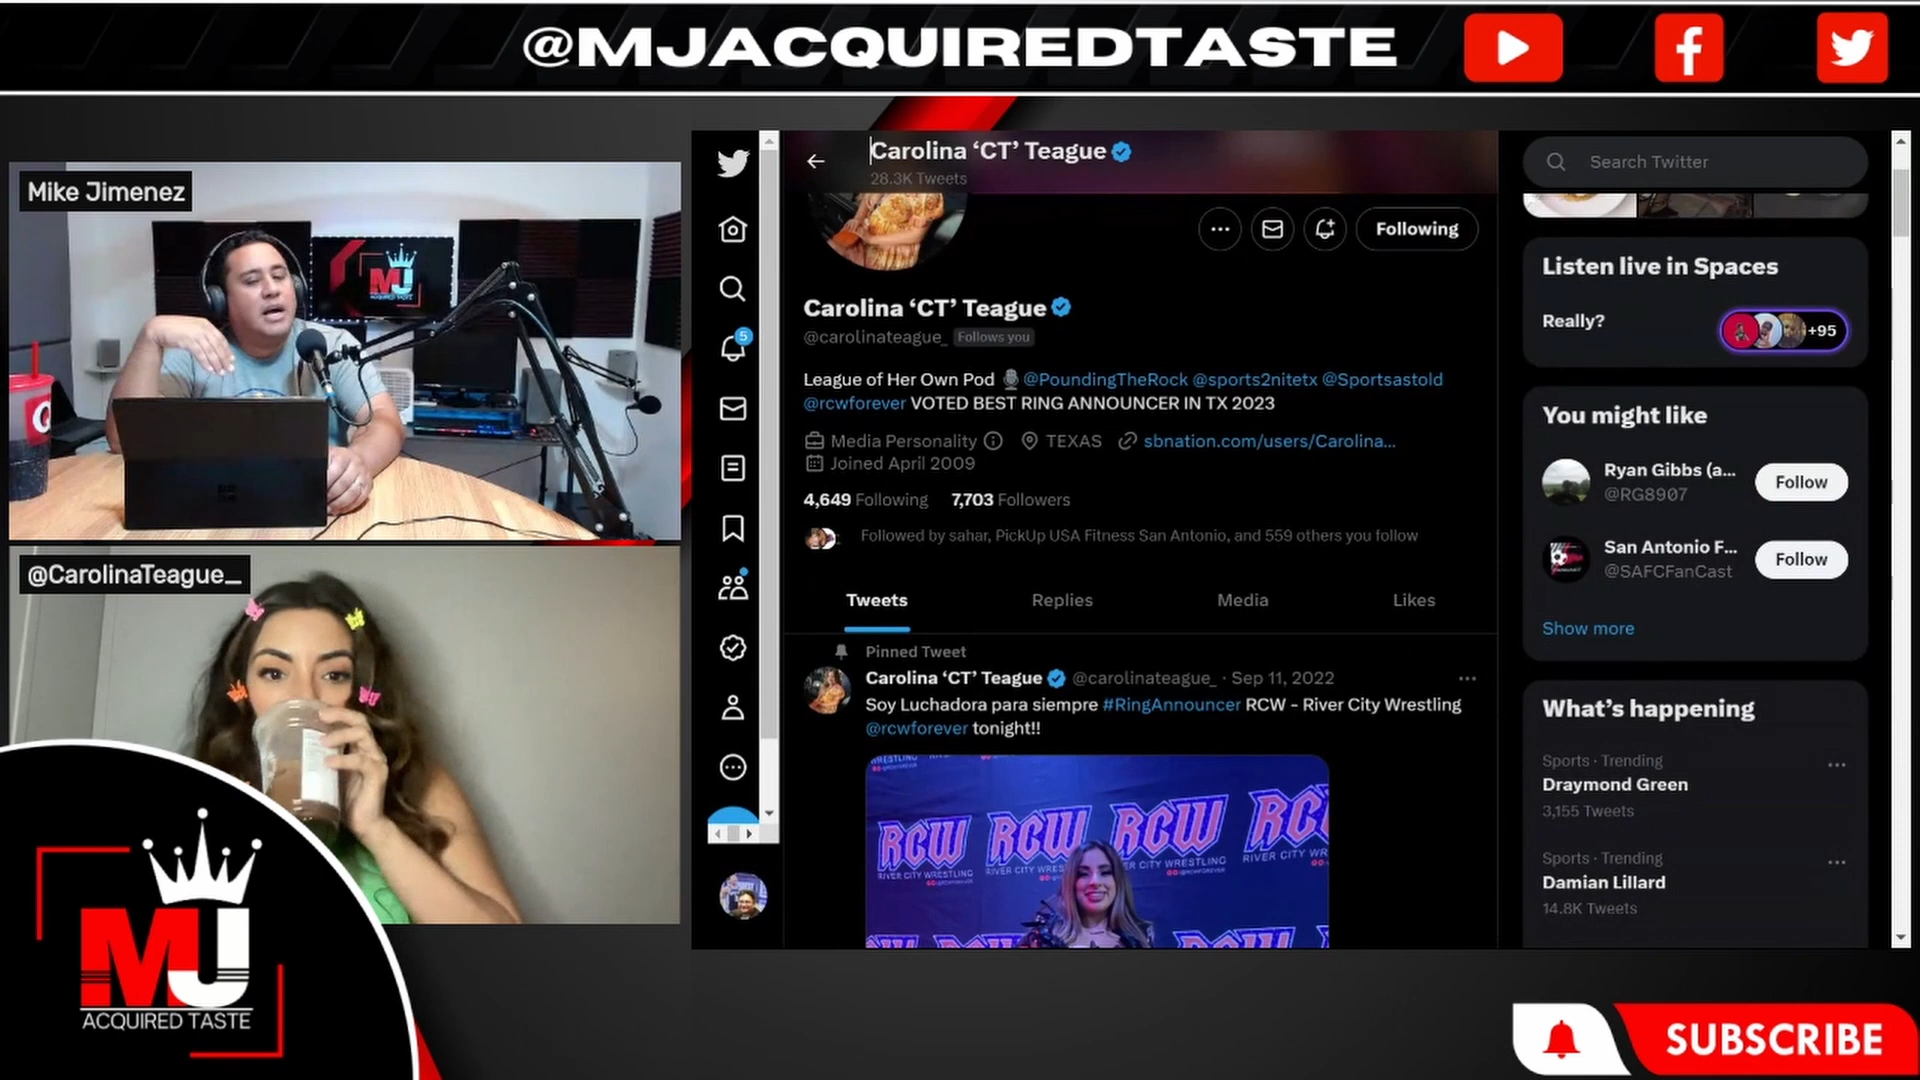 @MJACQUIREDTASTE
Mike Jimenez
@CarolinaTeague_
MJ
ACQUIRED TASTE
Carolina ‘CT’ Teague
28.3K Tweets
Following
Carolina ‘CT’ Teague
@carolinateague_ Follows you
League of Her Own Pod @PoundingTheRock @sports2nitetx @Sportsastold
@rcwforever VOTED BEST RING ANNOUNCER IN TX 2023
Media Personality TEXAS sbnation.com/users/Carolina...
Joined April 2009
4,649 Following 7,703 Followers
Followed by sahar, PickUp USA Fitness San Antonio, and 559 others you follow
Tweets Replies Media Likes
Pinned Tweet
Carolina ‘CT’ Teague @carolinateague_ · Sep 11, 2022
Soy Luchadora para siempre #RingAnnouncer RCW - River City Wrestling
@rcwforever tonight!!
RCW RCW RCW RCW
RIVER CITY WRESTLING
5
Search Twitter
Listen live in Spaces
Really? +95
You might like
Ryan Gibbs (a...
@RG8907
Follow
San Antonio F...
@SAFCFanCast
Follow
Show more
What’s happening
Sports · Trending
Draymond Green
3,155 Tweets
Sports · Trending
Damian Lillard
14.8K Tweets
SUBSCRIBE